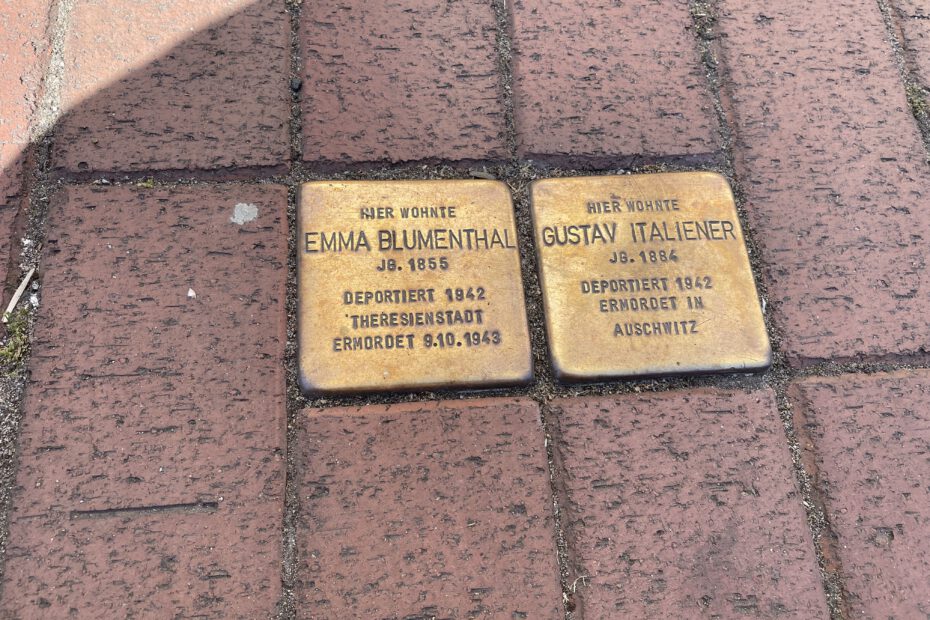 HIER WOHNTE
EMMA BLUMENTHAL
JG. 1855
DEPORTIERT 1942
THERESIENSTADT
ERMORDET 9.10.1943
HIER WOHNTE
GUSTAV ITALIENER
JG. 1884
DEPORTIERT 1942
ERMORDET IN
AUSCHWITZ